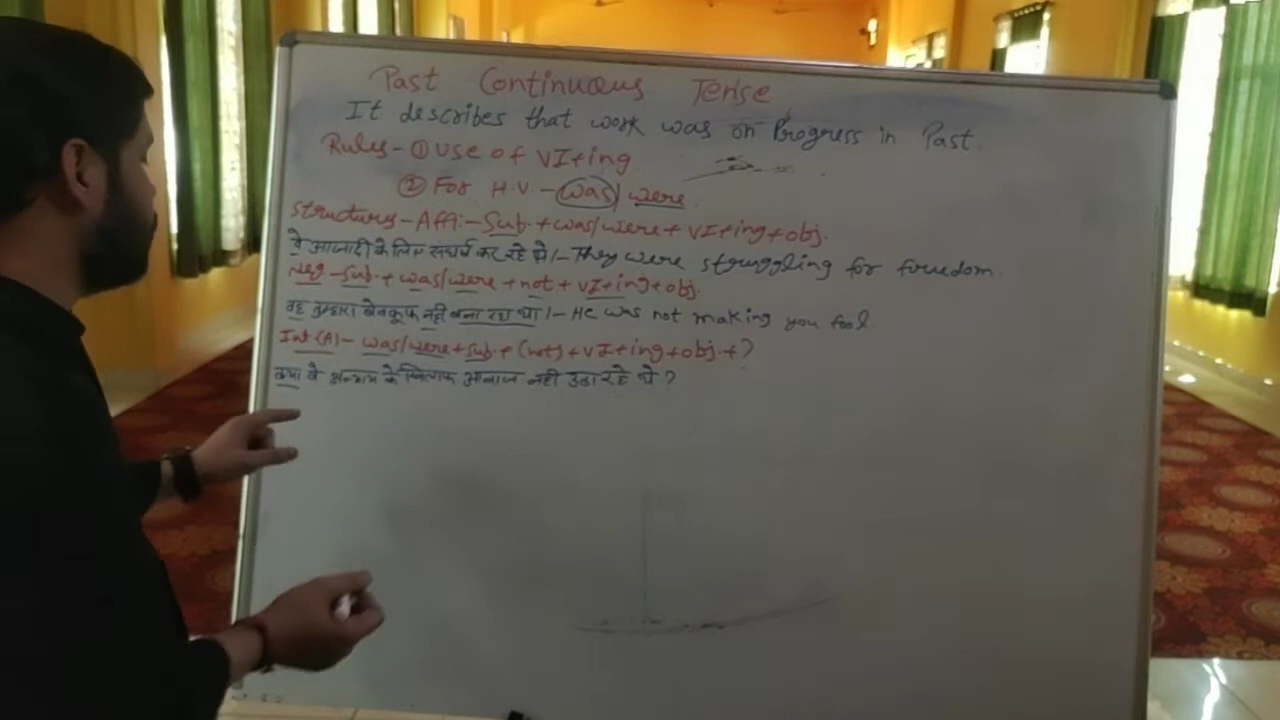 Past Continuous Tense
It describes that work was on Progress in Past.
Rules - ① Use of VI+ing
② For H.V. - was/were
Structures - Affi - Sub. + was/were + VI+ing+obj.
वे आजादी के लिए संघर्ष कर रहे थे।- They were struggling for freedom.
Neg - Sub + was/were + not + VI+ing+obj.
वह तुम्हारा बेवकूफ नहीं बना रहा था।- He was not making you fool.
Int (A) - was/were + sub. + (not) + VI+ing+obj.+?
क्या वे अन्याय के खिलाफ आवाज नहीं उठा रहे थे?